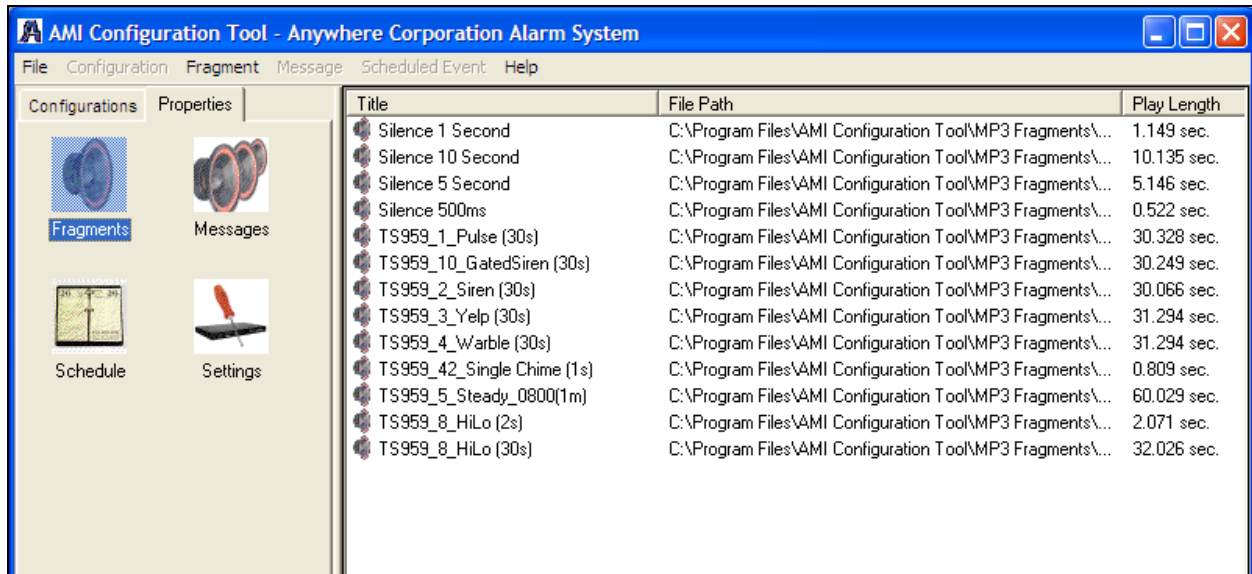 AMI Configuration Tool - Anywhere Corporation Alarm System
File Configuration Fragment Message Scheduled Event Help
Configurations Properties
Fragments Messages
Schedule Settings
Title File Path Play Length
Silence 1 Second C:\Program Files\AMI Configuration Tool\MP3 Fragments\... 1.149 sec.
Silence 10 Second C:\Program Files\AMI Configuration Tool\MP3 Fragments\... 10.135 sec.
Silence 5 Second C:\Program Files\AMI Configuration Tool\MP3 Fragments\... 5.146 sec.
Silence 500ms C:\Program Files\AMI Configuration Tool\MP3 Fragments\... 0.522 sec.
TS959_1_Pulse (30s) C:\Program Files\AMI Configuration Tool\MP3 Fragments\... 30.328 sec.
TS959_10_GatedSiren (30s) C:\Program Files\AMI Configuration Tool\MP3 Fragments\... 30.249 sec.
TS959_2_Siren (30s) C:\Program Files\AMI Configuration Tool\MP3 Fragments\... 30.066 sec.
TS959_3_Yelp (30s) C:\Program Files\AMI Configuration Tool\MP3 Fragments\... 31.294 sec.
TS959_4_Warble (30s) C:\Program Files\AMI Configuration Tool\MP3 Fragments\... 31.294 sec.
TS959_42_Single Chime (1s) C:\Program Files\AMI Configuration Tool\MP3 Fragments\... 0.809 sec.
TS959_5_Steady_0800(1m) C:\Program Files\AMI Configuration Tool\MP3 Fragments\... 60.029 sec.
TS959_8_HiLo (2s) C:\Program Files\AMI Configuration Tool\MP3 Fragments\... 2.071 sec.
TS959_8_HiLo (30s) C:\Program Files\AMI Configuration Tool\MP3 Fragments\... 32.026 sec.